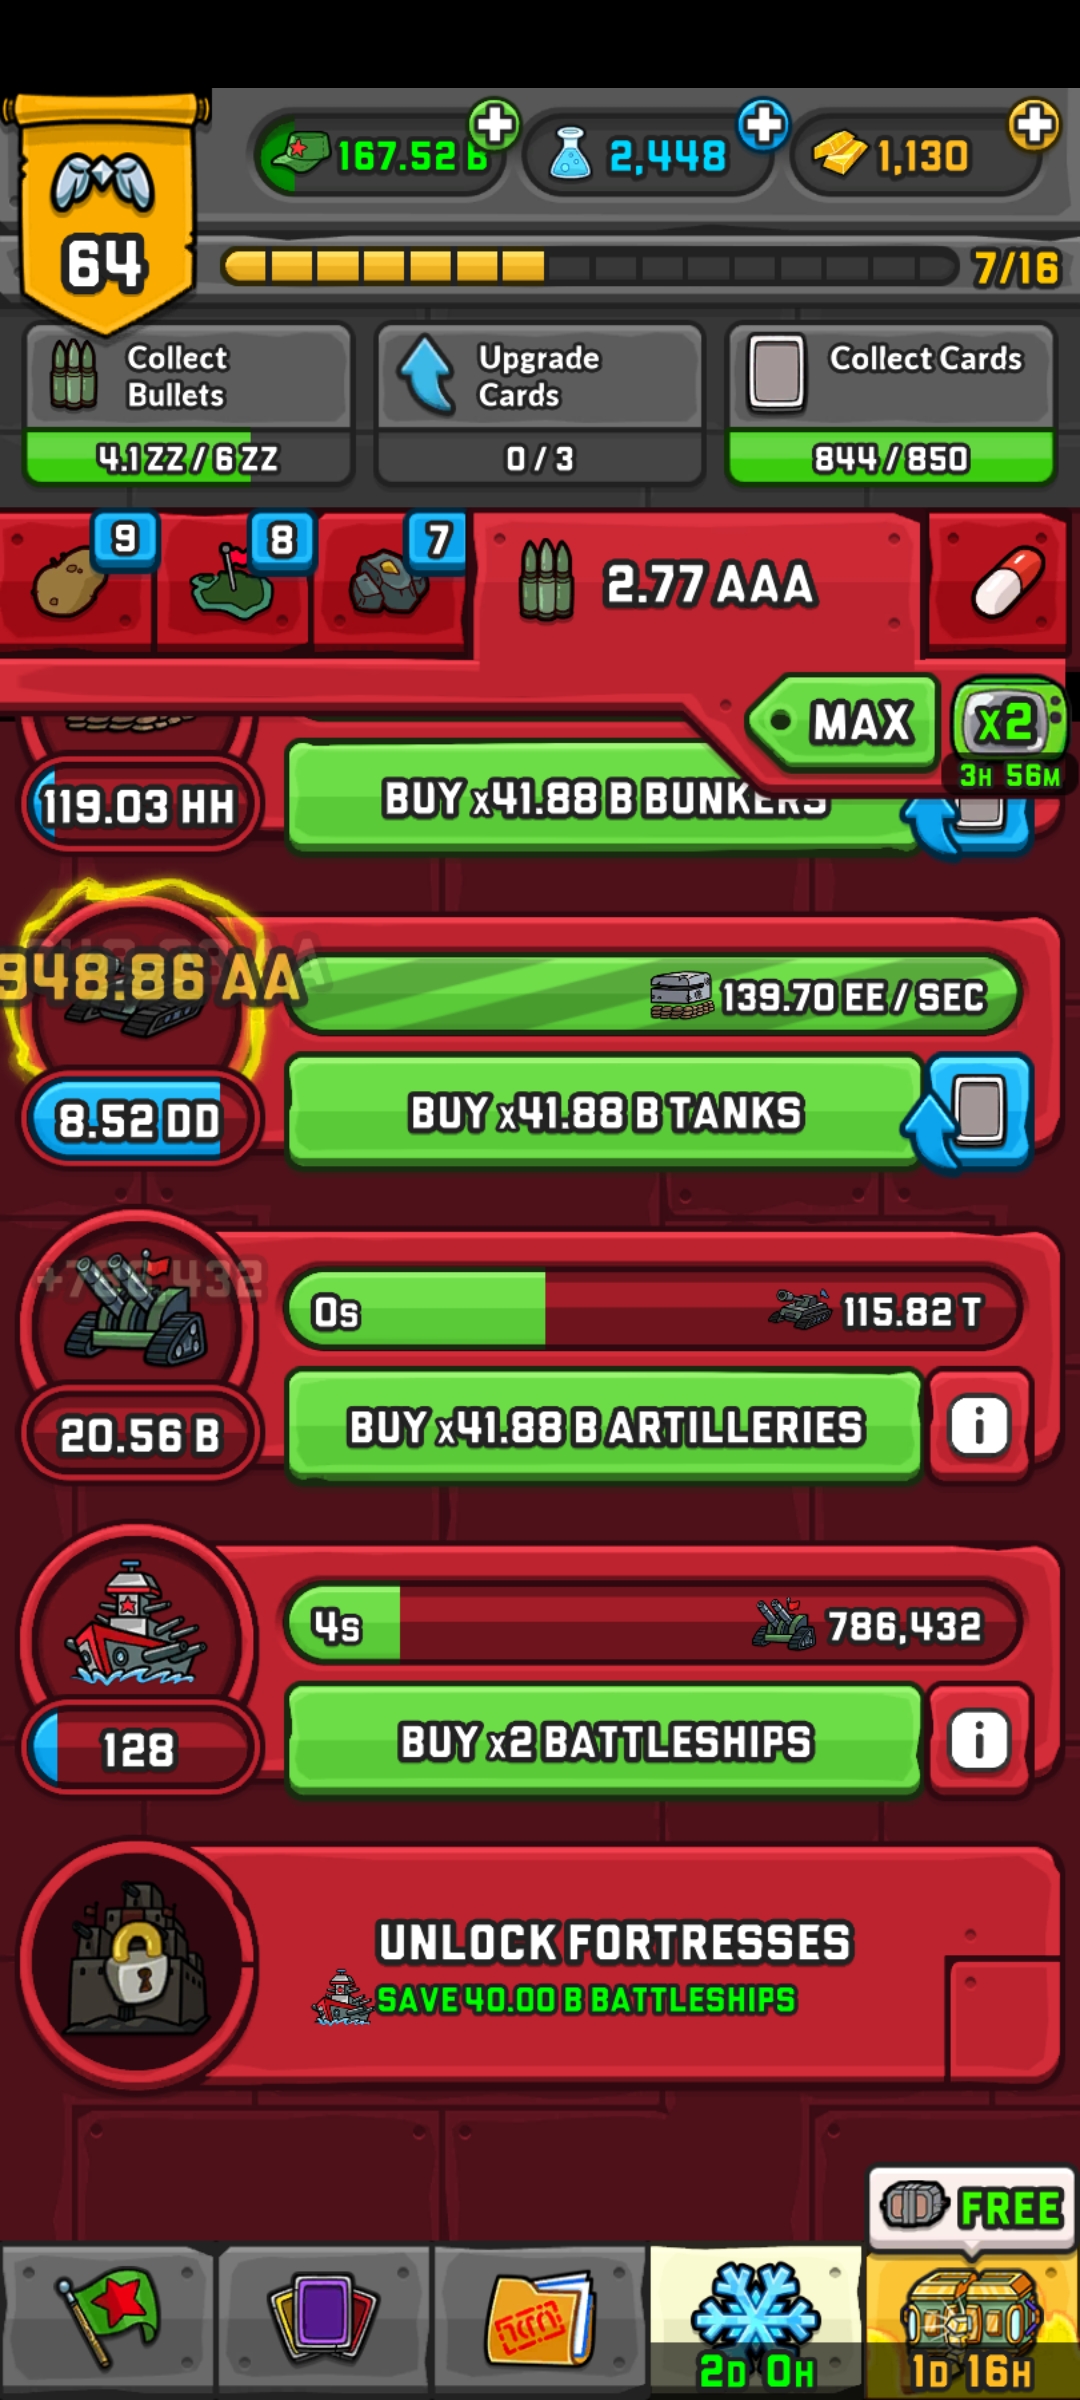 64
167.52 B
2,448
1,130
7/16
Collect
Bullets
4.1 ZZ / 6 ZZ
Upgrade
Cards
0 / 3
Collect Cards
844 / 850
9
8
7
2.77 AAA
MAX
x2
3H 56M
119.03 HH
BUY x41.88 B BUNKERS
948.86 AA
139.70 EE / SEC
8.52 DD
BUY x41.88 B TANKS
0s
115.82 T
20.56 B
BUY x41.88 B ARTILLERIES
i
4s
786,432
128
BUY x2 BATTLESHIPS
i
UNLOCK FORTRESSES
SAVE 40.00 B BATTLESHIPS
FREE
2D 0H
1D 16H